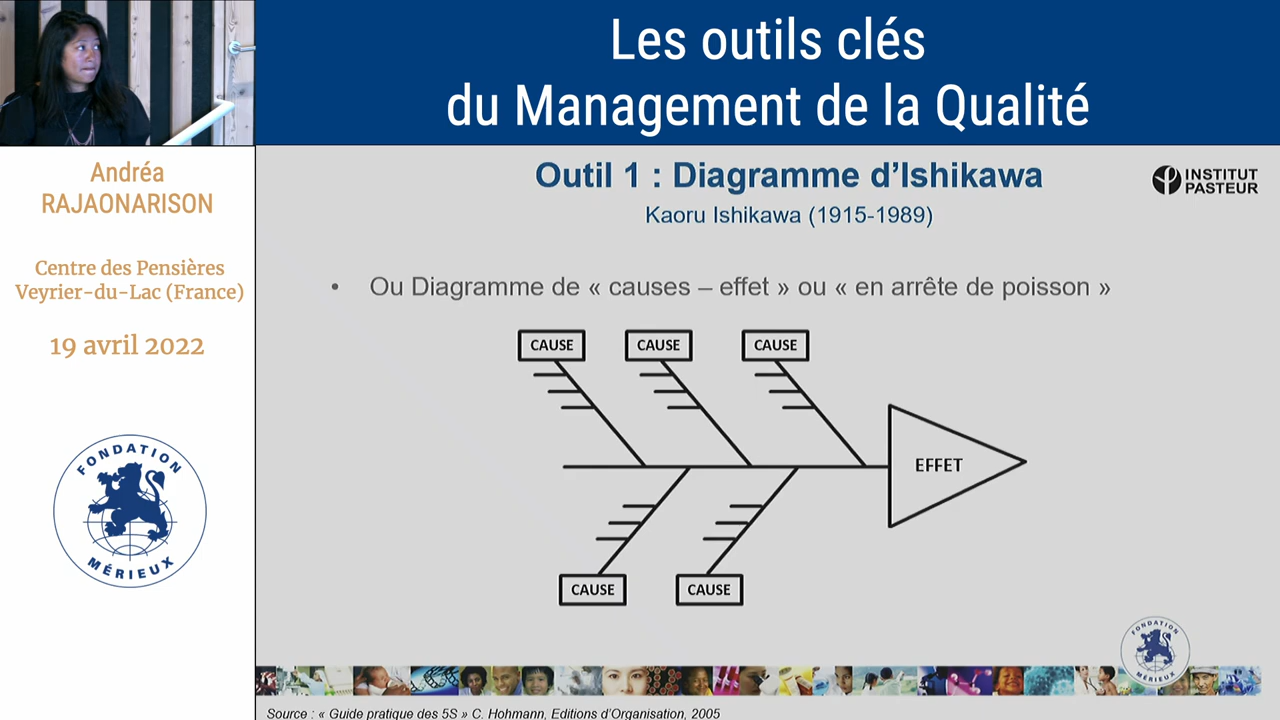 Les outils clés
du Management de la Qualité
Andréa
RAJAONARISON
Centre des Pensières
Veyrier-du-Lac (France)
19 avril 2022
FONDATION
MÉRIEUX
Outil 1 : Diagramme d'Ishikawa
Kaoru Ishikawa (1915-1989)
INSTITUT
PASTEUR
• Ou Diagramme de « causes – effet » ou « en arrête de poisson »
CAUSE
CAUSE
CAUSE
EFFET
CAUSE
CAUSE
FONDATION
MÉRIEUX
Source : « Guide pratique des 5S » C. Hohmann, Editions d'Organisation, 2005